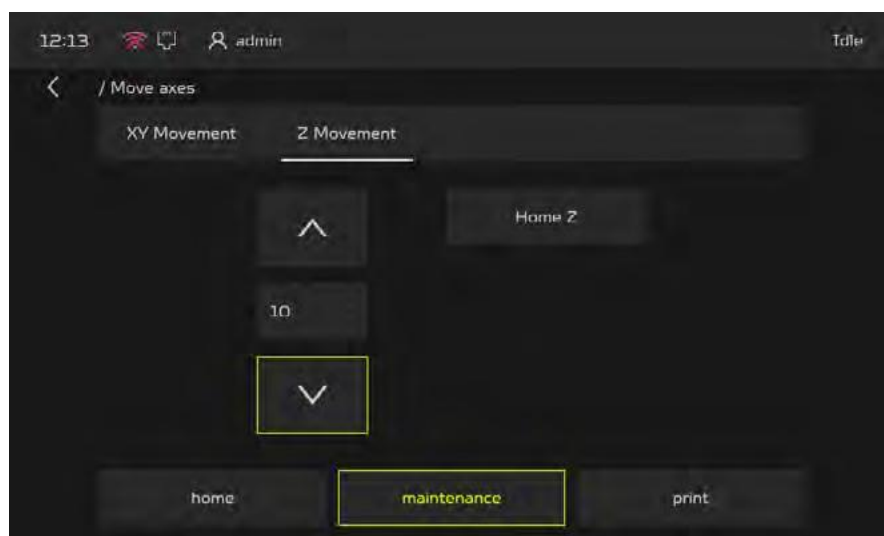 12:13 admin Idle
/ Move axes
XY Movement Z Movement
Home Z
10
home maintenance print